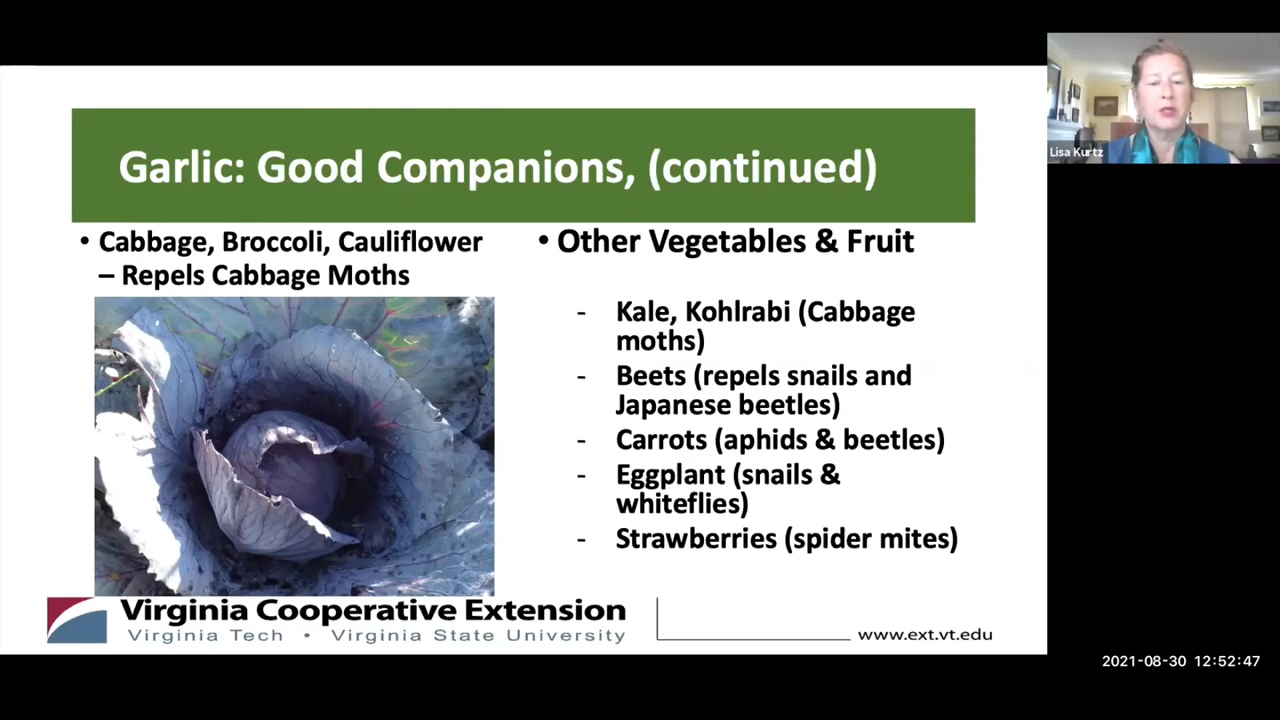 Garlic: Good Companions, (continued)
• Cabbage, Broccoli, Cauliflower
– Repels Cabbage Moths
• Other Vegetables & Fruit
- Kale, Kohlrabi (Cabbage
moths)
- Beets (repels snails and
Japanese beetles)
- Carrots (aphids & beetles)
- Eggplant (snails &
whiteflies)
- Strawberries (spider mites)
Virginia Cooperative Extension
Virginia Tech • Virginia State University
www.ext.vt.edu
Lisa Kurtz
2021-08-30 12:52:47